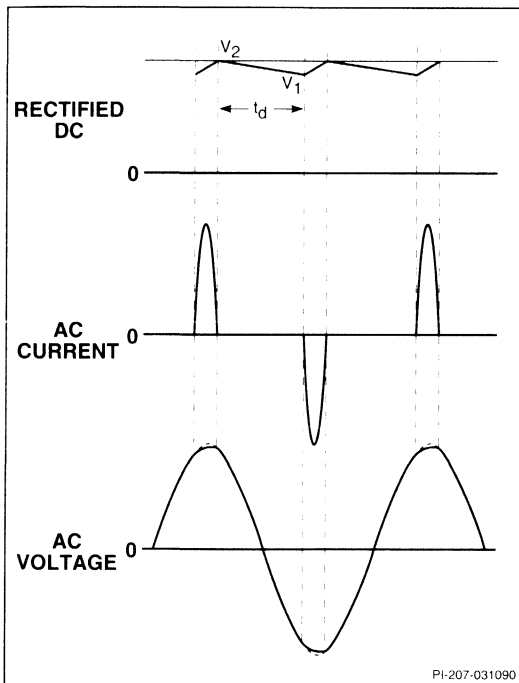 V2
V1
td
RECTIFIED
DC
0
AC
CURRENT
0
AC
VOLTAGE
0
PI-207-031090